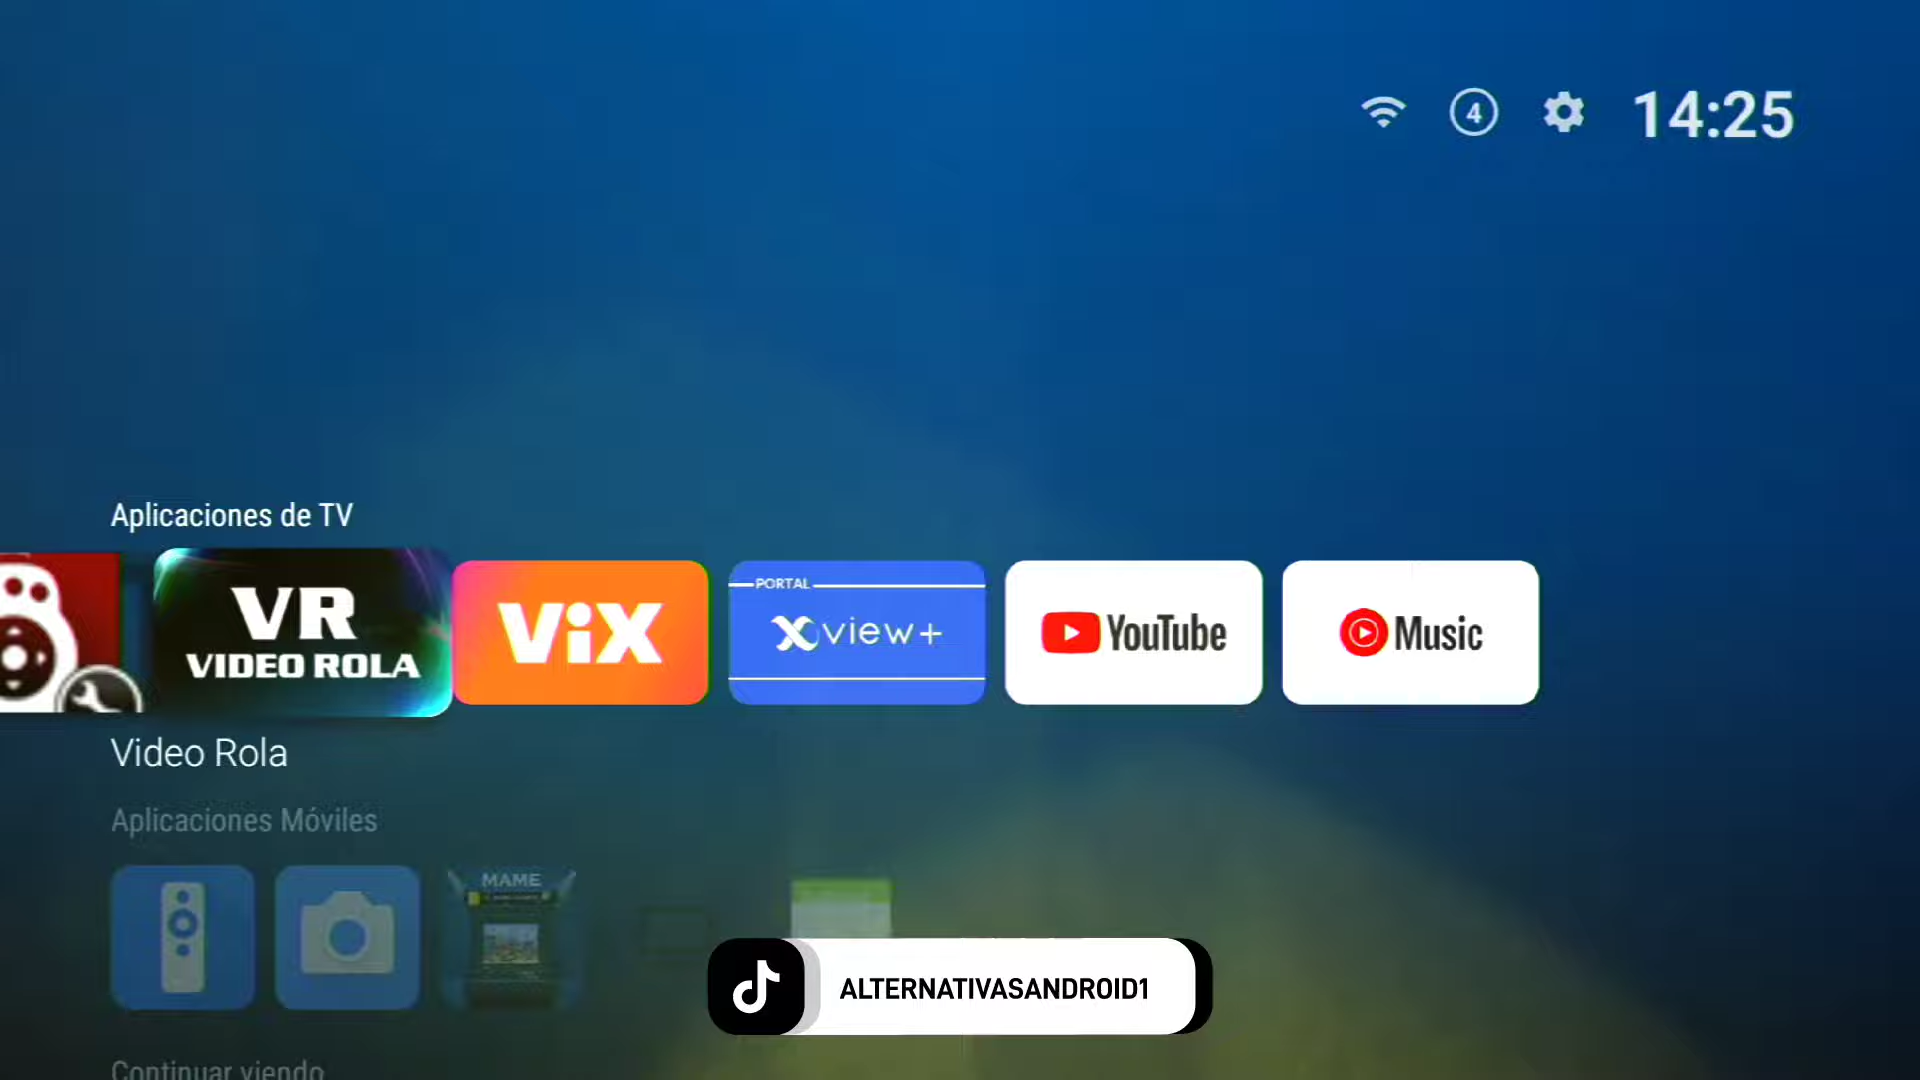 4
14:25
Aplicaciones de TV
VR
VIDEO ROLA
ViX
PORTAL
Xview+
YouTube
Music
Video Rola
Aplicaciones Móviles
MAME
ALTERNATIVASANDROID1
Continuar viendo